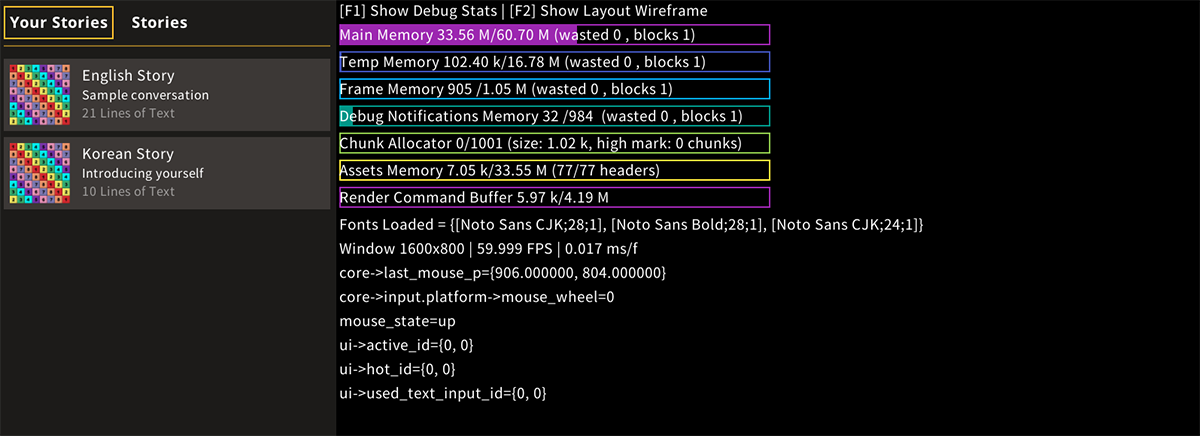 Your Stories
Stories
English Story
Sample conversation
21 Lines of Text
Korean Story
Introducing yourself
10 Lines of Text
[F1] Show Debug Stats | [F2] Show Layout Wireframe
Main Memory 33.56 M/60.70 M (wasted 0 , blocks 1)
Temp Memory 102.40 k/16.78 M (wasted 0 , blocks 1)
Frame Memory 905 /1.05 M (wasted 0 , blocks 1)
Debug Notifications Memory 32 /984  (wasted 0 , blocks 1)
Chunk Allocator 0/1001 (size: 1.02 k, high mark: 0 chunks)
Assets Memory 7.05 k/33.55 M (77/77 headers)
Render Command Buffer 5.97 k/4.19 M
Fonts Loaded = {[Noto Sans CJK;28;1], [Noto Sans Bold;28;1], [Noto Sans CJK;24;1]}
Window 1600x800 | 59.999 FPS | 0.017 ms/f
core->last_mouse_p={906.000000, 804.000000}
core->input.platform->mouse_wheel=0
mouse_state=up
ui->active_id={0, 0}
ui->hot_id={0, 0}
ui->used_text_input_id={0, 0}